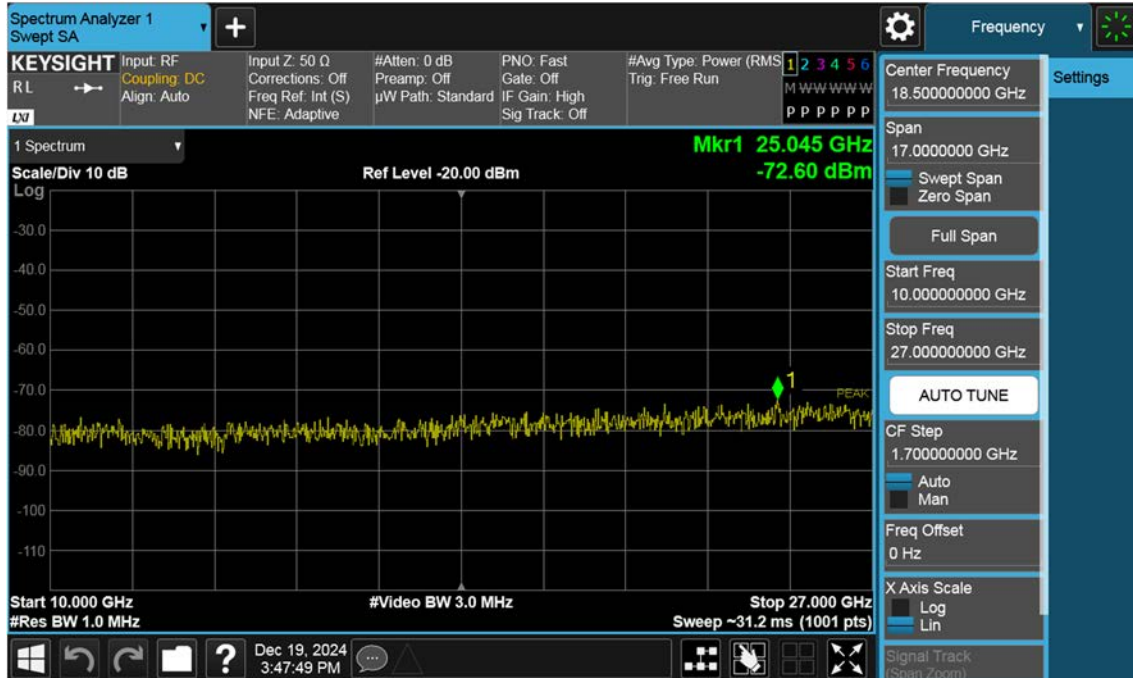 Spectrum Analyzer 1
Swept SA
Frequency
KEYSIGHT
R L
LXI
Input: RF
Coupling: DC
Align: Auto
Input Z: 50 Ω
Corrections: Off
Freq Ref: Int (S)
NFE: Adaptive
#Atten: 0 dB
Preamp: Off
µW Path: Standard
PNO: Fast
Gate: Off
IF Gain: High
Sig Track: Off
#Avg Type: Power (RMS
Trig: Free Run
1 2 3 4 5 6
M W W W W W
P P P P P P
1 Spectrum
Scale/Div 10 dB
Ref Level -20.00 dBm
Mkr1 25.045 GHz
-72.60 dBm
Log
-30.0
-40.0
-50.0
-60.0
-70.0
-80.0
-90.0
-100
-110
1
PEAK
Start 10.000 GHz
#Video BW 3.0 MHz
Stop 27.000 GHz
#Res BW 1.0 MHz
Sweep ~31.2 ms (1001 pts)
Dec 19, 2024
3:47:49 PM
Center Frequency
18.500000000 GHz
Settings
Span
17.0000000 GHz
Swept Span
Zero Span
Full Span
Start Freq
10.000000000 GHz
Stop Freq
27.000000000 GHz
AUTO TUNE
CF Step
1.700000000 GHz
Auto
Man
Freq Offset
0 Hz
X Axis Scale
Log
Lin
Signal Track
(Span Zoom)